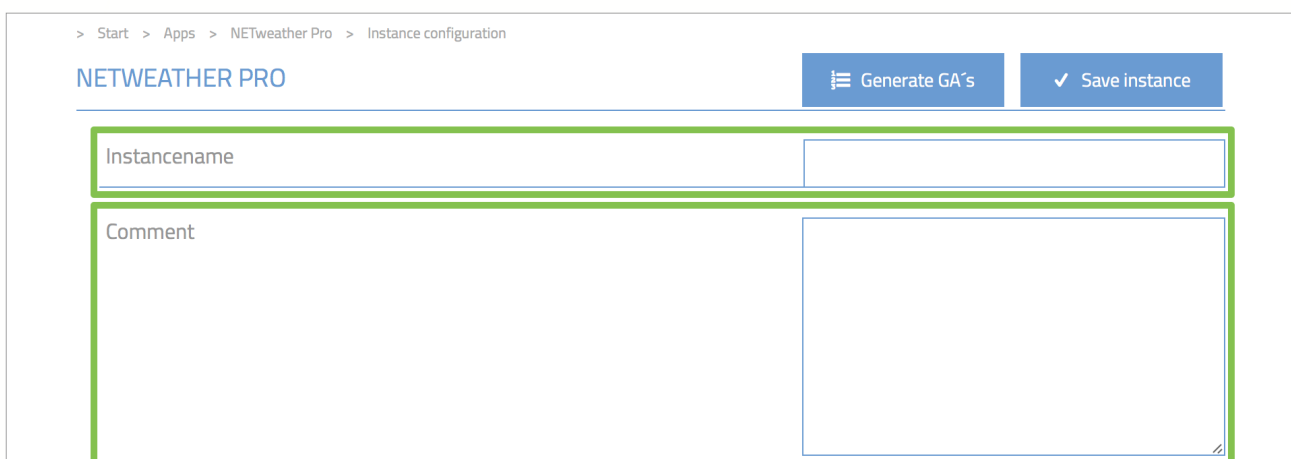 > Start > Apps > NETweather Pro > Instance configuration
NETWEATHER PRO
Generate GA´s
Save instance
Instancename
Comment